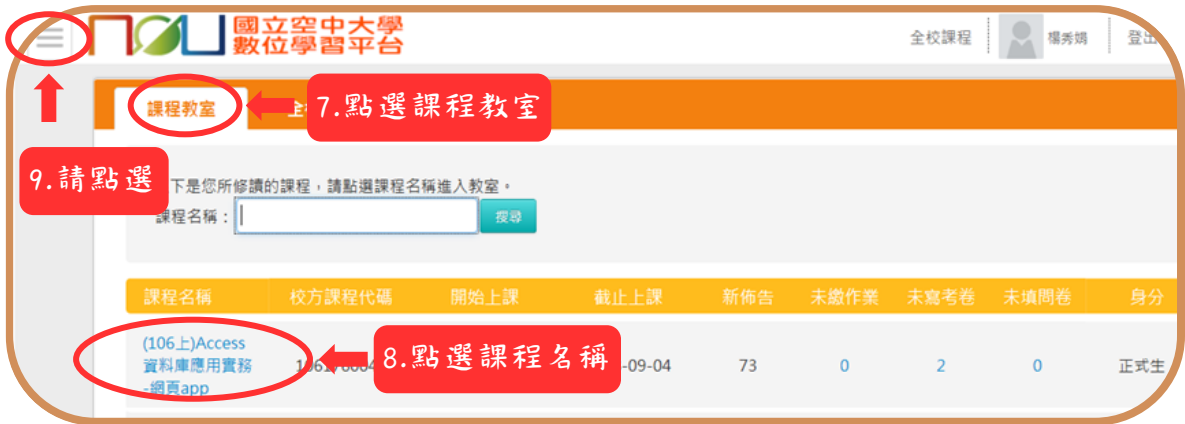 nou 國立空中大學
數位學習平台
全校課程 楊秀娟 登出
課程教室
7.點選課程教室
9.請點選
下是您所修讀的課程，請點選課程名稱進入教室。
課程名稱：
搜尋
課程名稱 校方課程代碼 開始上課 截止上課 新佈告 未繳作業 未寫考卷 未填問卷 身分
(106上)Access
資料庫應用實務
-網頁app
8.點選課程名稱
-09-04 73 0 2 0 正式生